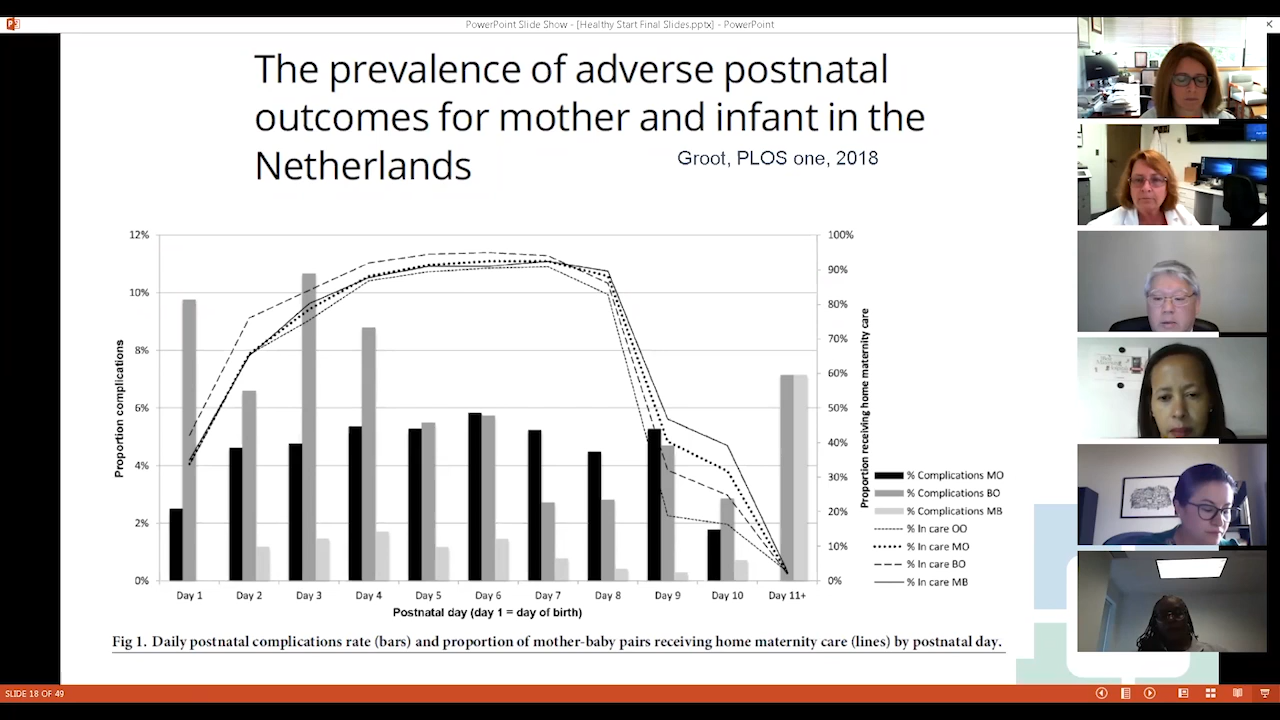 PowerPoint Slide Show - [Healthy Start Final Slides.pptx] - PowerPoint
The prevalence of adverse postnatal
outcomes for mother and infant in the
Netherlands
Groot, PLOS one, 2018
12%
10%
8%
6%
4%
2%
0%
Proportion complications
100%
90%
80%
70%
60%
50%
40%
30%
20%
10%
0%
Proportion receiving home maternity care
% Complications MO
% Complications BO
% Complications MB
% In care OO
% In care MO
% In care BO
% In care MB
Day 1 Day 2 Day 3 Day 4 Day 5 Day 6 Day 7 Day 8 Day 9 Day 10 Day 11+
Postnatal day (day 1 = day of birth)
Fig 1. Daily postnatal complications rate (bars) and proportion of mother-baby pairs receiving home maternity care (lines) by postnatal day.
SLIDE 18 OF 49